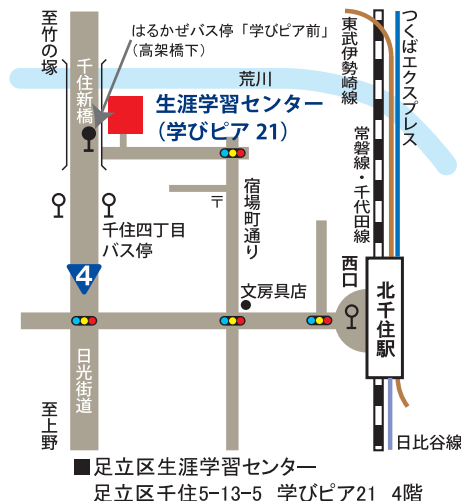 至竹の塚
はるかぜバス停「学びピア前」
(高架橋下)
千住新橋
荒川
東武伊勢崎線
つくばエクスプレス
生涯学習センター
(学びピア 21)
常磐線・千代田線
〒
宿場町通り
千住四丁目
バス停
4
西口
文房具店
北千住駅
日光街道
至上野
日比谷線
■足立区生涯学習センター
足立区千住5-13-5 学びピア21 4階